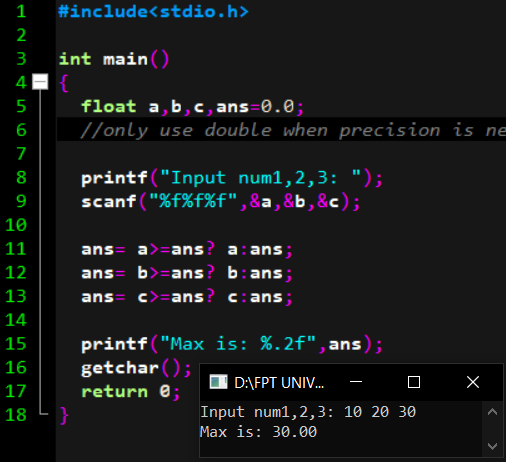 1 #include<stdio.h>
2
3 int main()
4 {
5 float a,b,c,ans=0.0;
6 //only use double when precision is
7
8 printf("Input num1,2,3: ");
9 scanf("%f%f%f",&a,&b,&c);
10
11 ans= a>=ans? a:ans;
12 ans= b>=ans? b:ans;
13 ans= c>=ans? c:ans;
14
15 printf("Max is: %.2f",ans);
16 getchar();
17 return 0;
18 }
D:\FPT UNIV...
Input num1,2,3: 10 20 30
Max is: 30.00